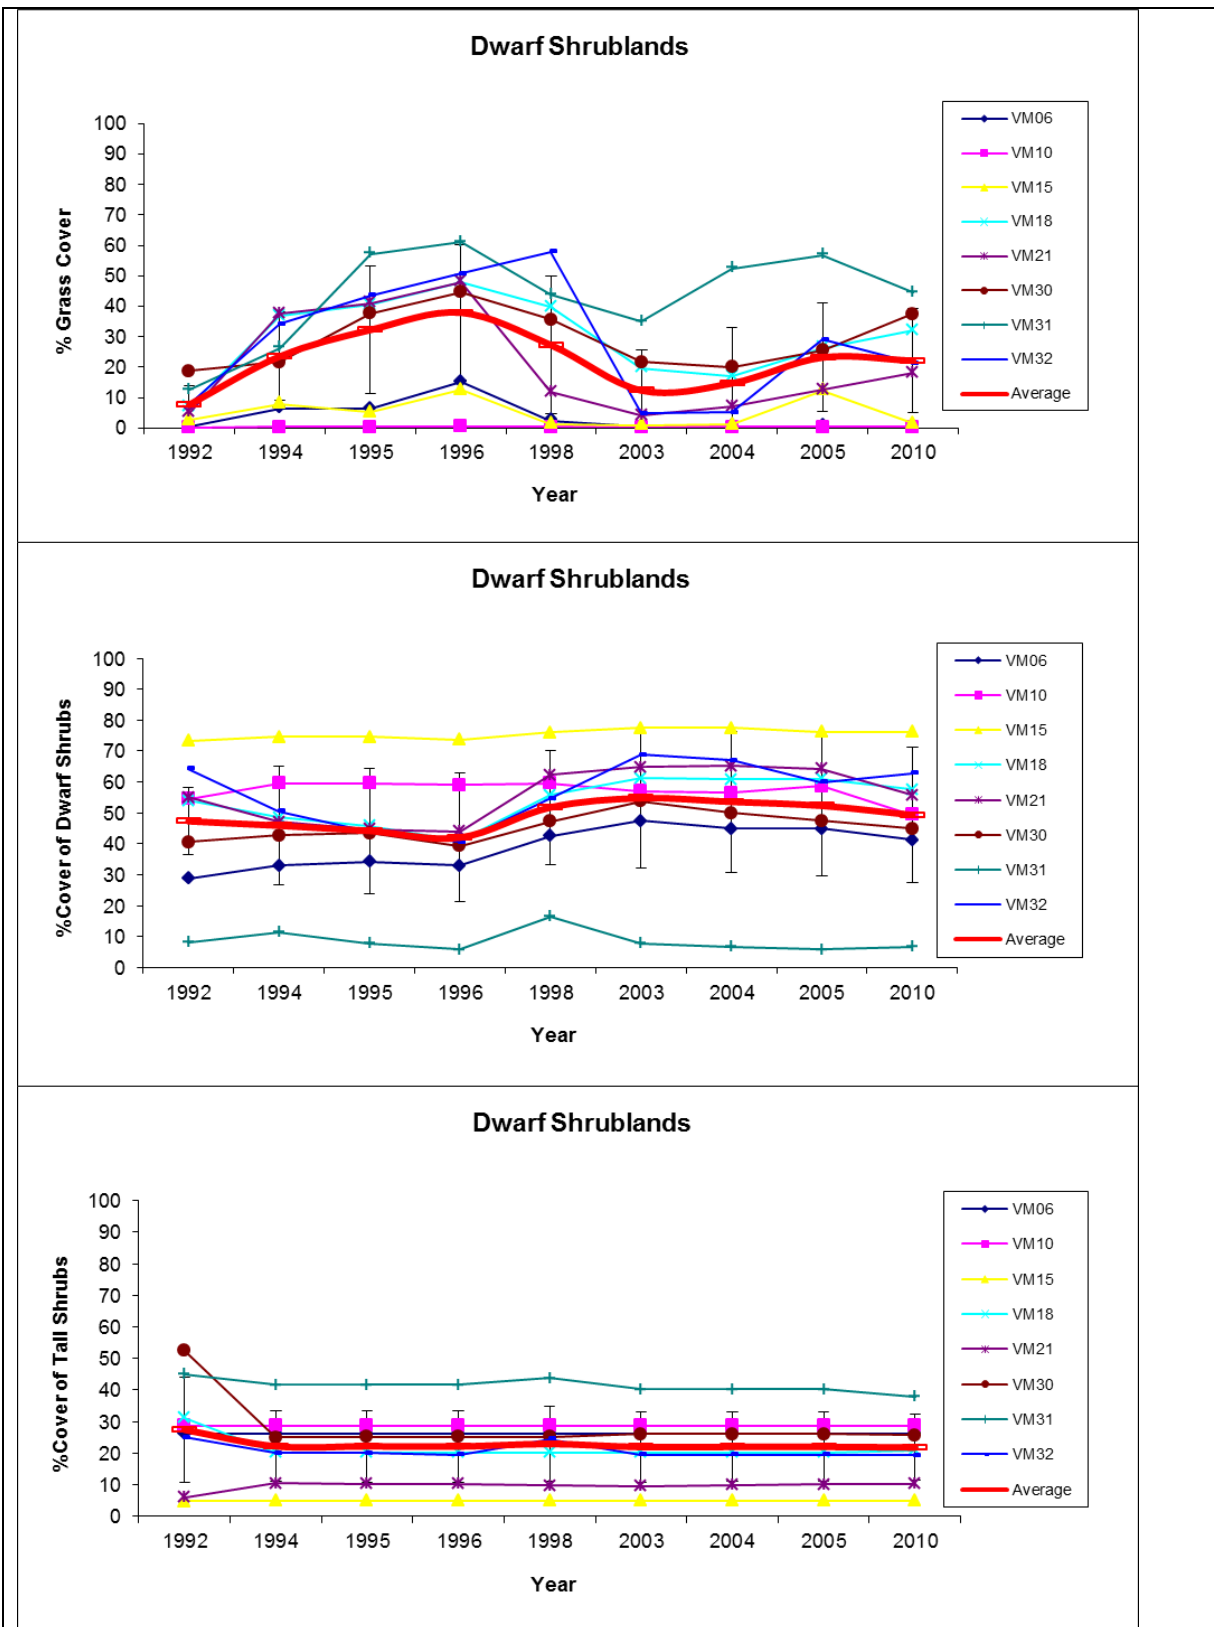 Dwarf Shrublands
% Grass Cover
100
90
80
70
60
50
40
30
20
10
0
1992 1994 1995 1996 1998 2003 2004 2005 2010
Year
VM06
VM10
VM15
VM18
VM21
VM30
VM31
VM32
Average
Dwarf Shrublands
%Cover of Dwarf Shrubs
100
90
80
70
60
50
40
30
20
10
0
1992 1994 1995 1996 1998 2003 2004 2005 2010
Year
VM06
VM10
VM15
VM18
VM21
VM30
VM31
VM32
Average
Dwarf Shrublands
%Cover of Tall Shrubs
100
90
80
70
60
50
40
30
20
10
0
1992 1994 1995 1996 1998 2003 2004 2005 2010
Year
VM06
VM10
VM15
VM18
VM21
VM30
VM31
VM32
Average